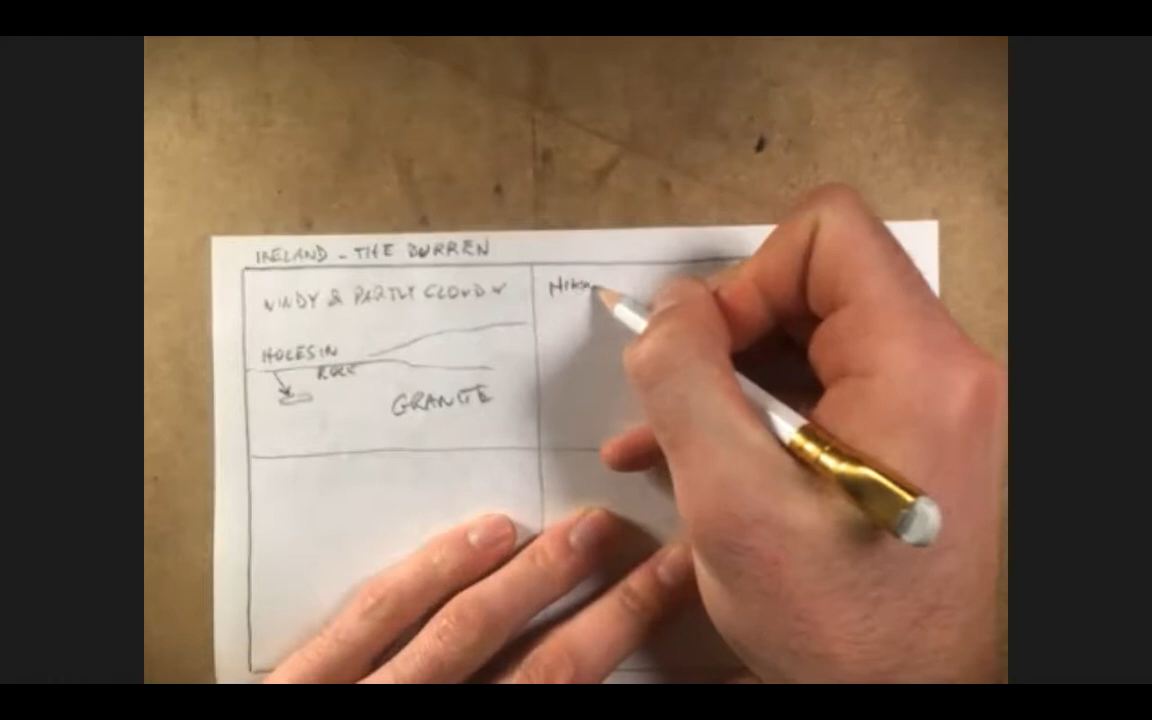 IRELAND - THE BURREN
WINDY & PARTLY CLOUDY
HOLES IN
ROCK
GRANITE